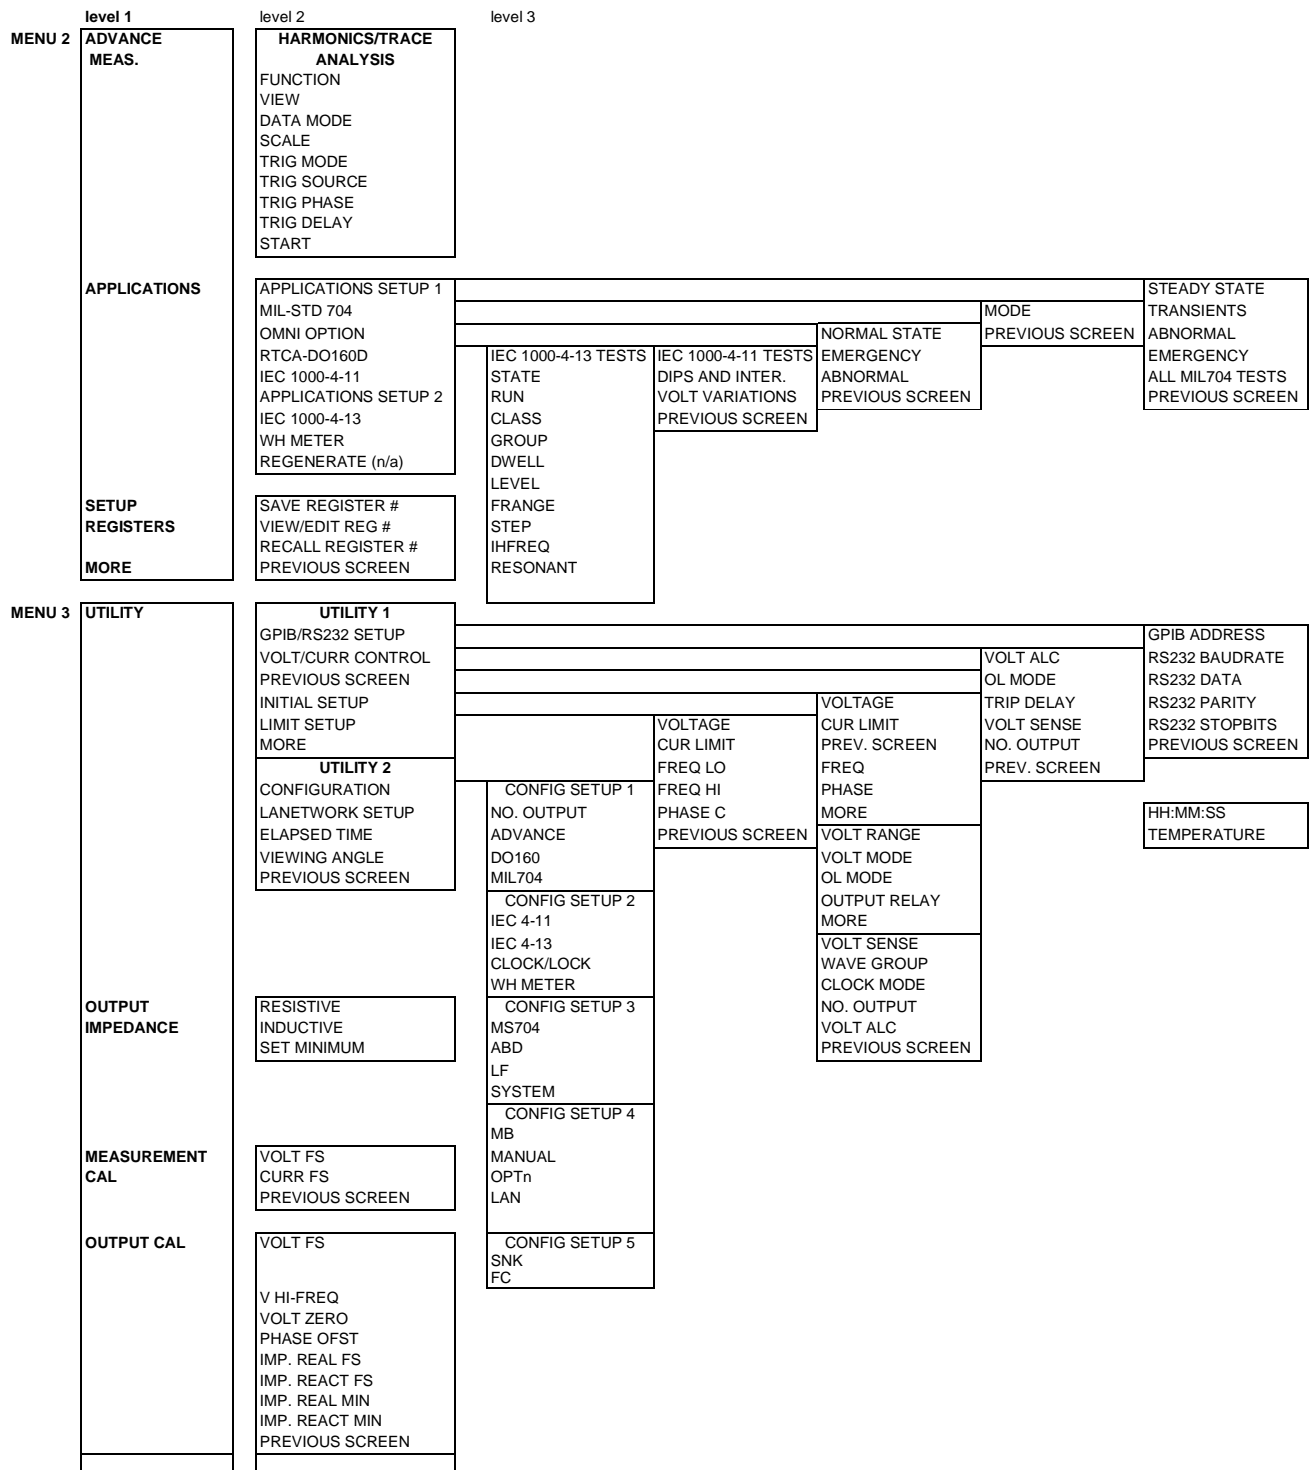 level 1 level 2 level 3
MENU 2 ADVANCE HARMONICS/TRACE
MEAS. ANALYSIS
FUNCTION
VIEW
DATA MODE
SCALE
TRIG MODE
TRIG SOURCE
TRIG PHASE
TRIG DELAY
START
APPLICATIONS APPLICATIONS SETUP 1 STEADY STATE
MIL-STD 704 MODE TRANSIENTS
OMNI OPTION NORMAL STATE PREVIOUS SCREEN ABNORMAL
RTCA-DO160D IEC 1000-4-13 TESTS IEC 1000-4-11 TESTS EMERGENCY EMERGENCY
IEC 1000-4-11 STATE DIPS AND INTER. ABNORMAL ALL MIL704 TESTS
APPLICATIONS SETUP 2 RUN VOLT VARIATIONS PREVIOUS SCREEN PREVIOUS SCREEN
IEC 1000-4-13 CLASS PREVIOUS SCREEN
WH METER GROUP
REGENERATE (n/a) DWELL
LEVEL
SETUP SAVE REGISTER # FRANGE
REGISTERS VIEW/EDIT REG # STEP
RECALL REGISTER # IHFREQ
MORE PREVIOUS SCREEN RESONANT
MENU 3 UTILITY UTILITY 1
GPIB/RS232 SETUP GPIB ADDRESS
VOLT/CURR CONTROL VOLT ALC RS232 BAUDRATE
PREVIOUS SCREEN OL MODE RS232 DATA
INITIAL SETUP VOLTAGE TRIP DELAY RS232 PARITY
LIMIT SETUP VOLTAGE CUR LIMIT VOLT SENSE RS232 STOPBITS
MORE CUR LIMIT PREV. SCREEN NO. OUTPUT PREVIOUS SCREEN
UTILITY 2 FREQ LO FREQ PREV. SCREEN
CONFIGURATION CONFIG SETUP 1 FREQ HI PHASE
LANETWORK SETUP NO. OUTPUT PHASE C MORE HH:MM:SS
ELAPSED TIME ADVANCE PREVIOUS SCREEN VOLT RANGE TEMPERATURE
VIEWING ANGLE DO160 VOLT MODE
PREVIOUS SCREEN MIL704 OL MODE
CONFIG SETUP 2 OUTPUT RELAY
IEC 4-11 MORE
IEC 4-13 VOLT SENSE
CLOCK/LOCK WAVE GROUP
WH METER CLOCK MODE
OUTPUT RESISTIVE CONFIG SETUP 3 NO. OUTPUT
IMPEDANCE INDUCTIVE MS704 VOLT ALC
SET MINIMUM ABD PREVIOUS SCREEN
LF
SYSTEM
CONFIG SETUP 4
MB
MEASUREMENT VOLT FS MANUAL
CAL CURR FS OPTn
PREVIOUS SCREEN LAN
OUTPUT CAL VOLT FS CONFIG SETUP 5
SNK
FC
V HI-FREQ
VOLT ZERO
PHASE OFST
IMP. REAL FS
IMP. REACT FS
IMP. REAL MIN
IMP. REACT MIN
PREVIOUS SCREEN